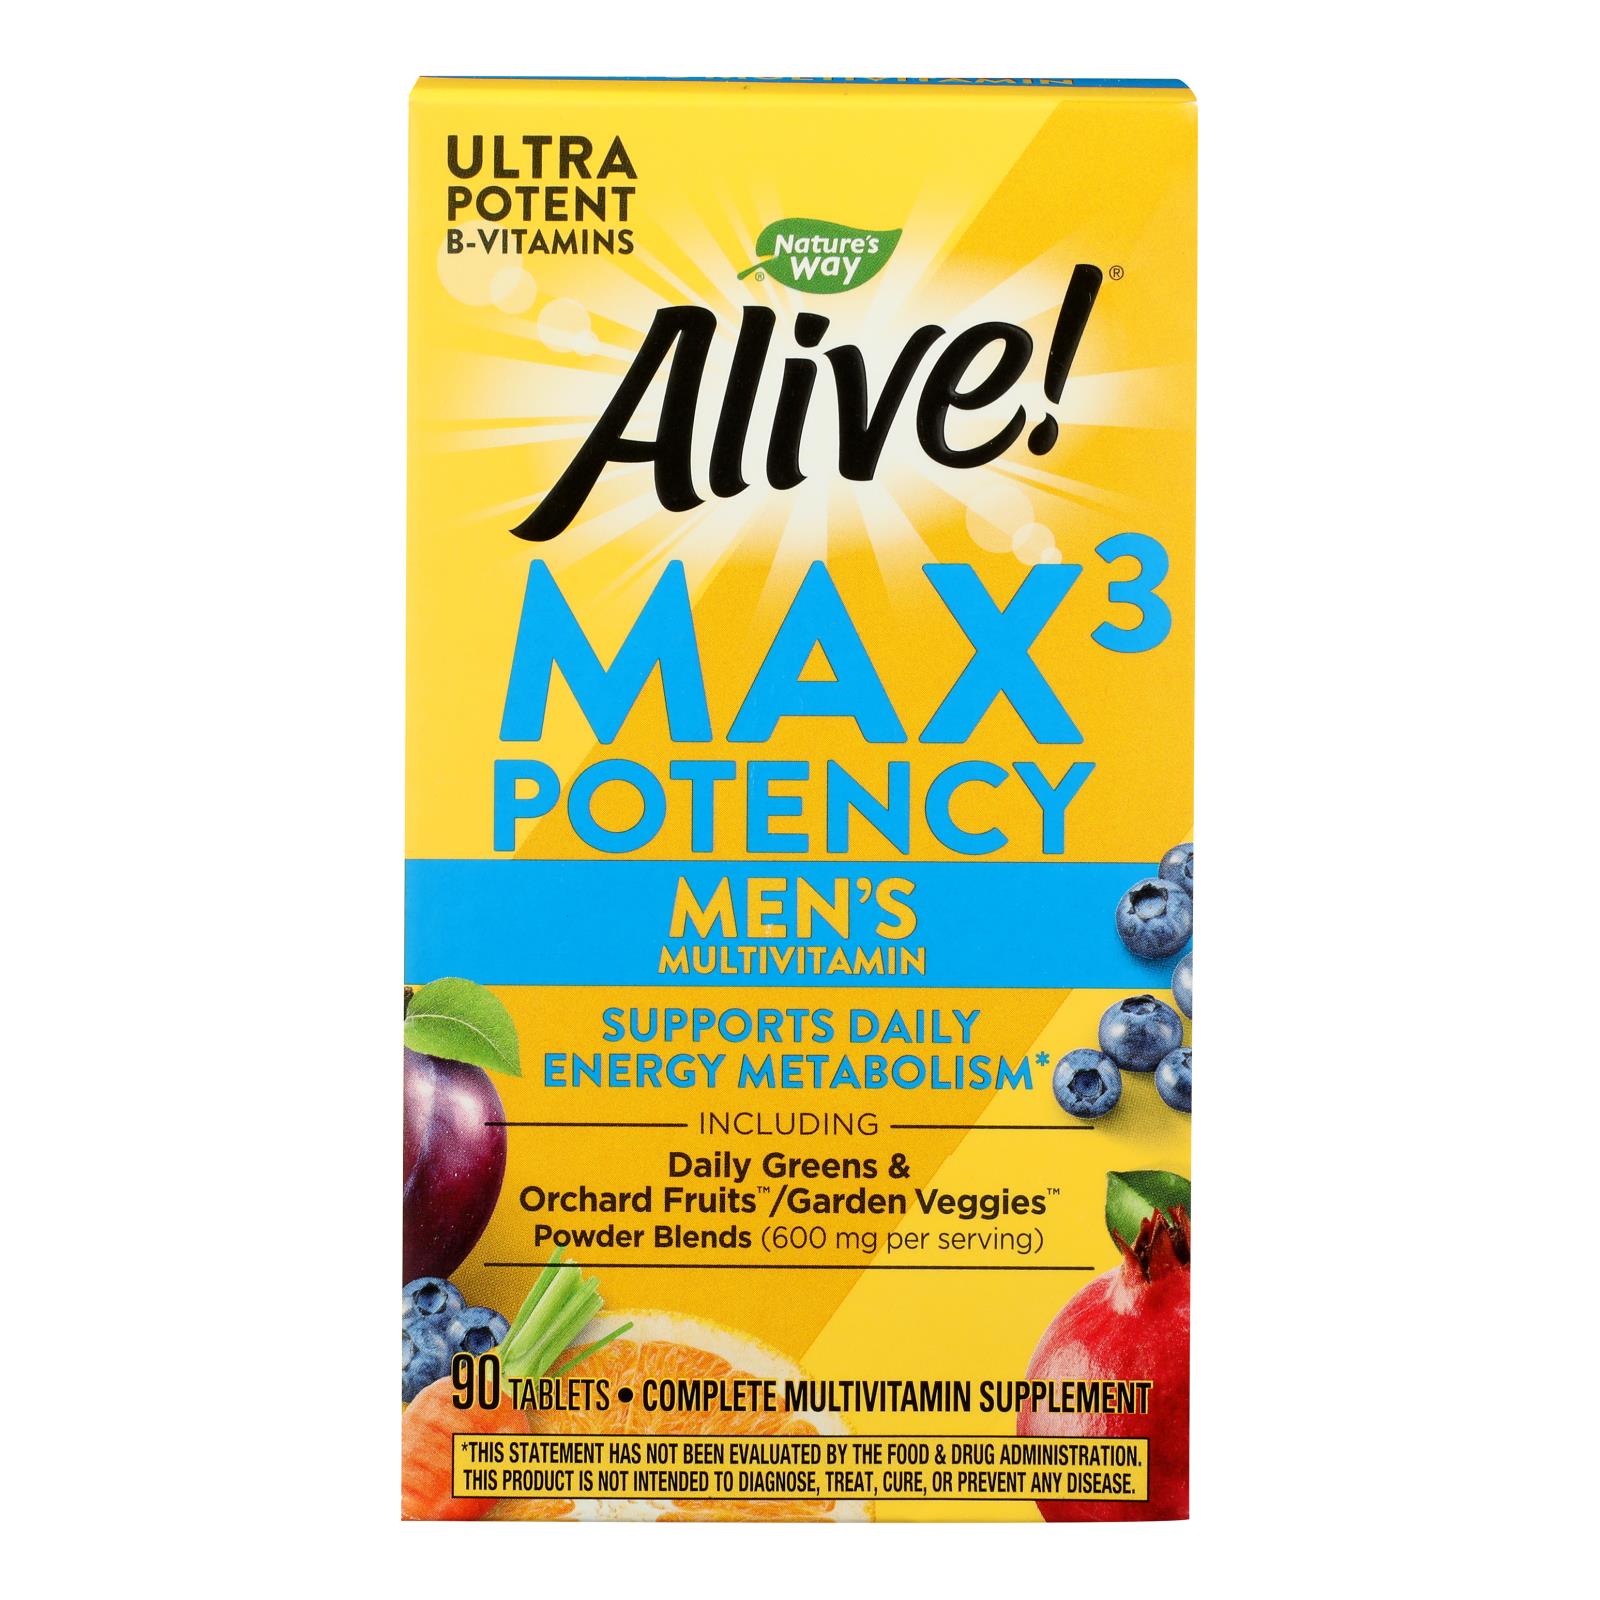 MULTIVITAMIN
ULTRA
POTENT
B-VITAMINS
Nature's
Way®
Alive!®
MAX³
POTENCY
MEN'S
MULTIVITAMIN
SUPPORTS DAILY
ENERGY METABOLISM*
INCLUDING
Daily Greens &
Orchard Fruits™/Garden Veggies™
Powder Blends (600 mg per serving)
90 TABLETS • COMPLETE MULTIVITAMIN SUPPLEMENT
*THIS STATEMENT HAS NOT BEEN EVALUATED BY THE FOOD & DRUG ADMINISTRATION.
THIS PRODUCT IS NOT INTENDED TO DIAGNOSE, TREAT, CURE, OR PREVENT ANY DISEASE.